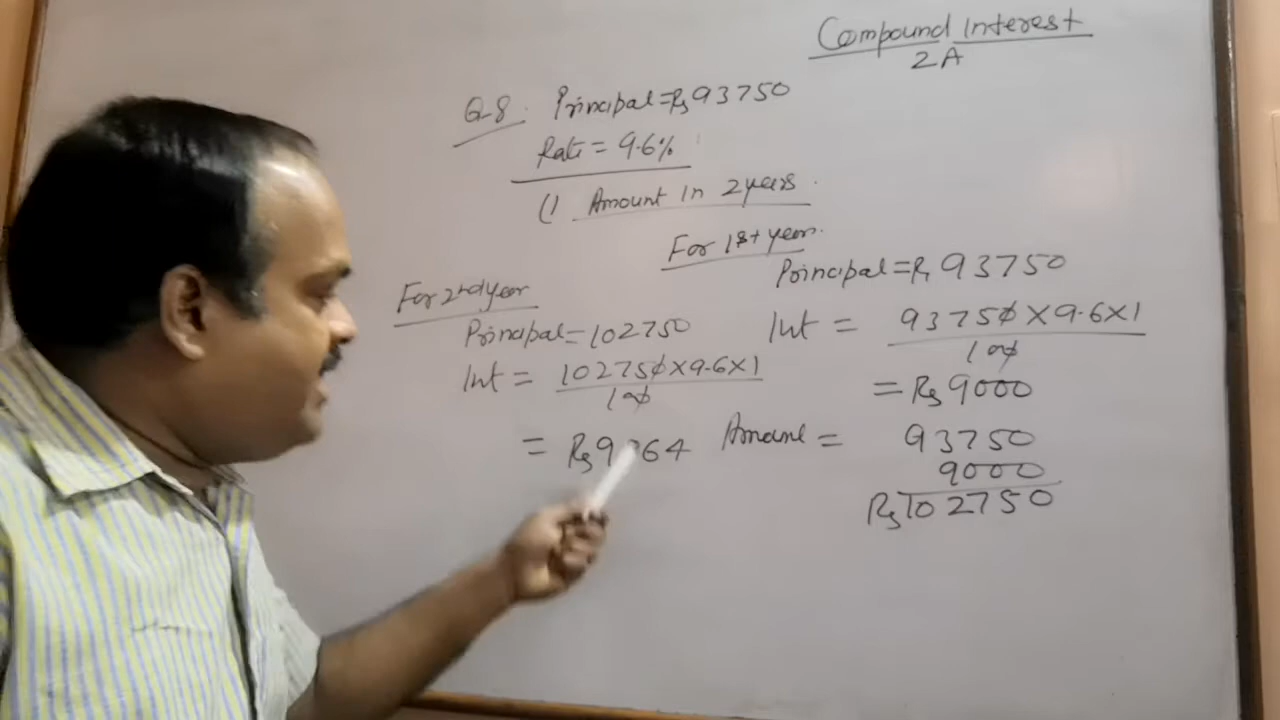 Compound Interest
2A
Q-8. Principal = Rs 93750
Rate = 9.6%
(1 Amount in 2 years.
For 1st year.
Principal = Rs 93750
Int = 93750 X 9.6 X 1
100
= Rs 9000
Amount = 93750
9000
Rs 102750
For 2nd year
Principal = 102750
Int = 102750 X 9.6 X 1
100
= Rs